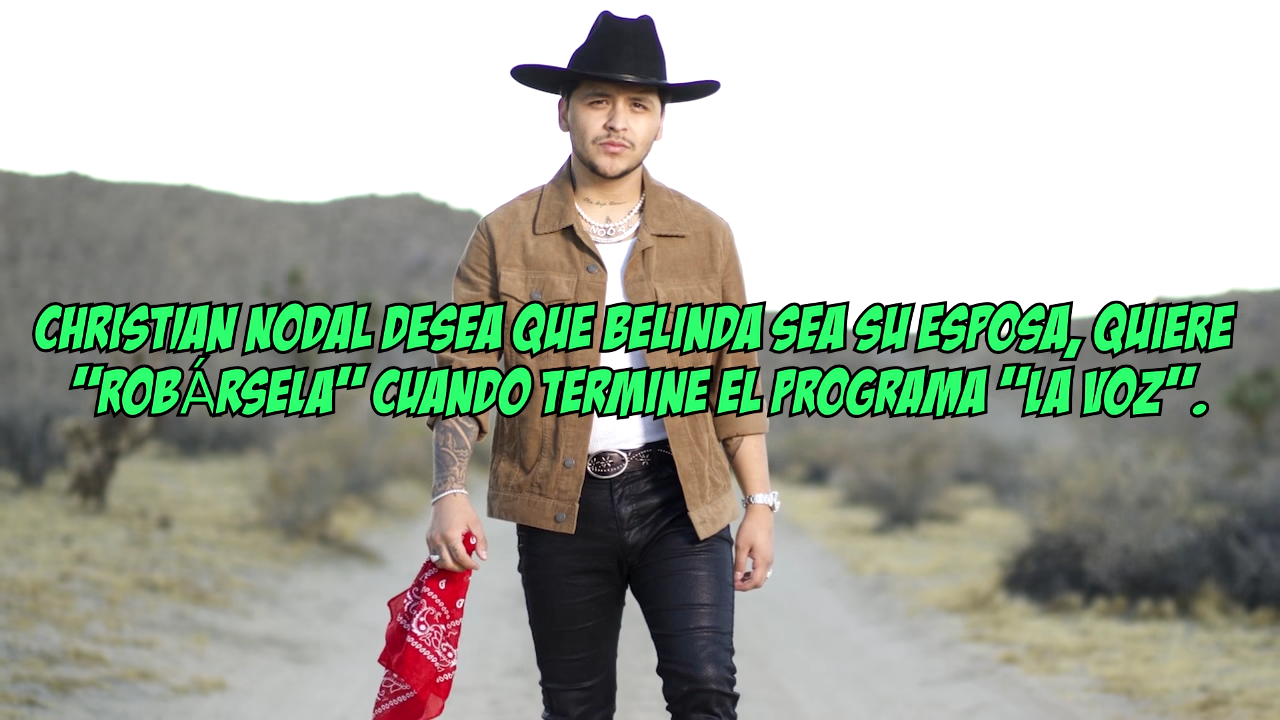 CHRISTIAN NODAL DESEA QUE BELINDA SEA SU ESPOSA, QUIERE
"ROBÁRSELA" CUANDO TERMINE EL PROGRAMA "LA VOZ".